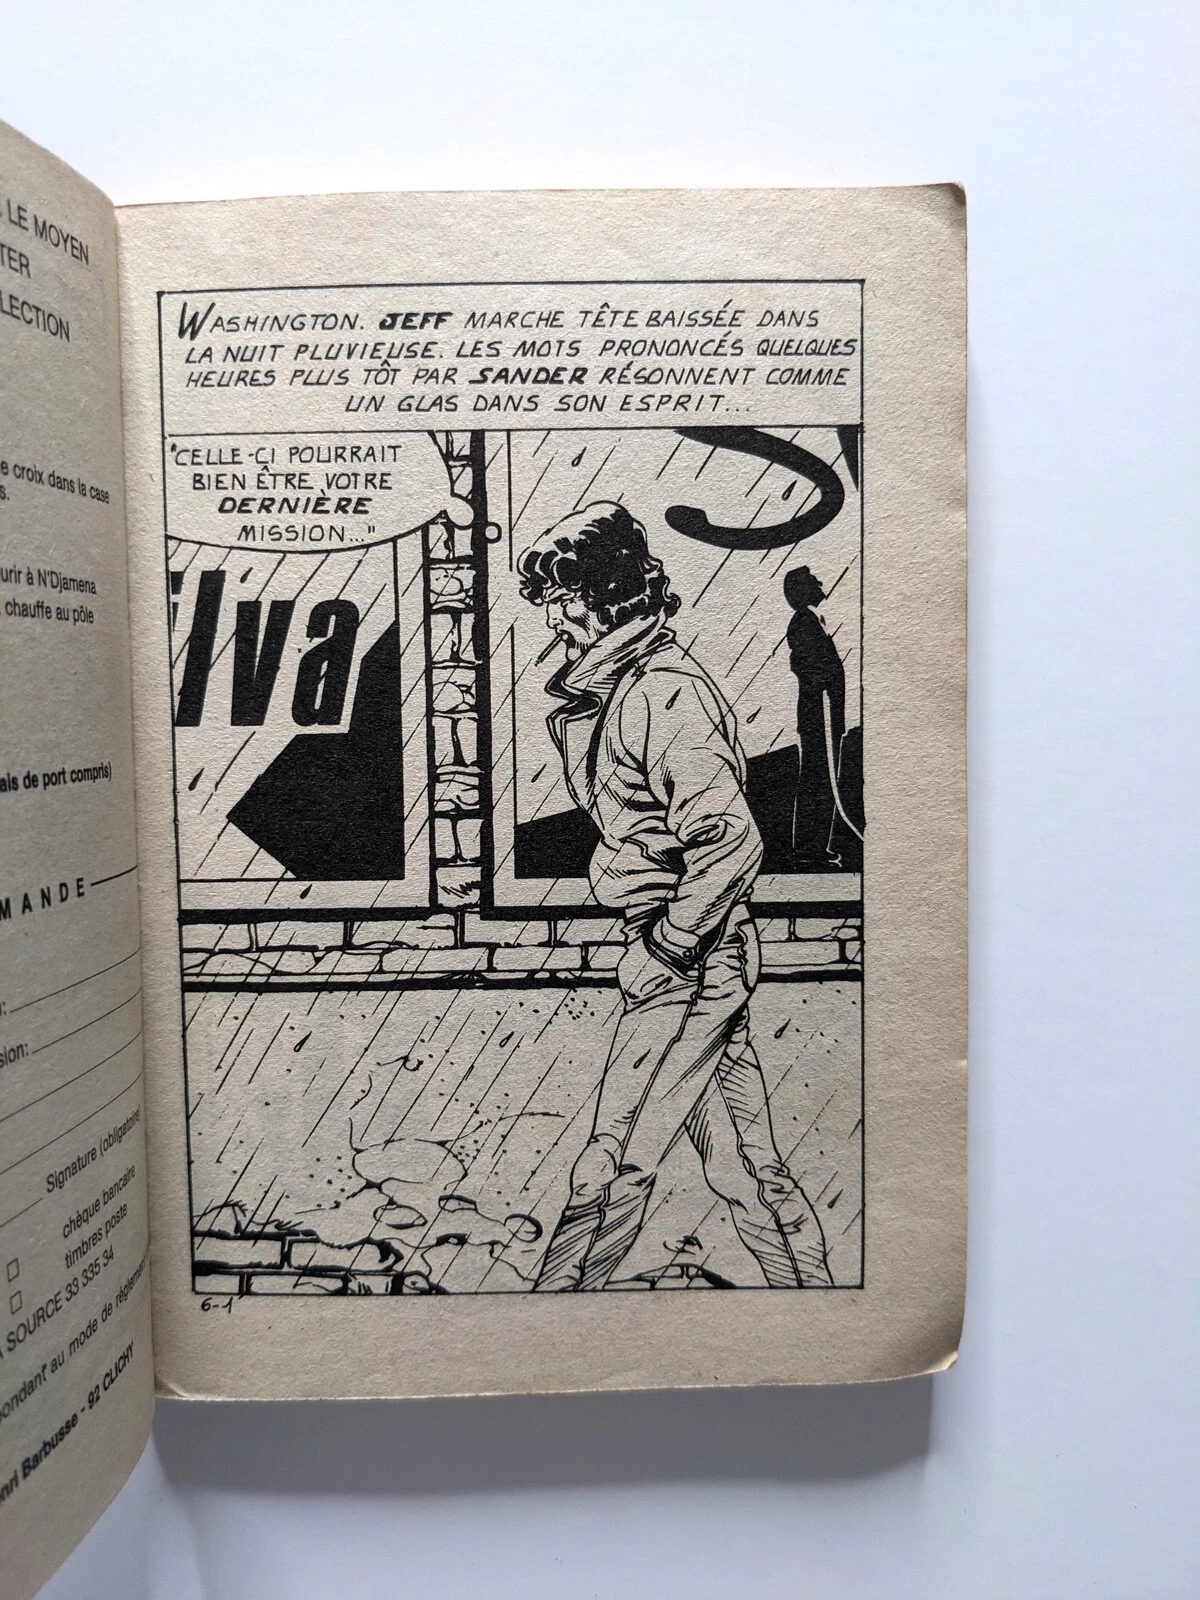 LE MOYEN
TER
LECTION
e croix dans la case
s.
urir à N'Djamena
chauffe au pôle
ais de port compris)
MANDE
sion:
Signature (obligatoire
chèque bancaire
timbres poste
SOURCE 33 335 34
pondant au mode de règlement
nri Barbusse - 92 CLICHY
WASHINGTON. JEFF MARCHE TÊTE BAISSÉE DANS
LA NUIT PLUVIEUSE. LES MOTS PRONONCÉS QUELQUES
HEURES PLUS TÔT PAR SANDER RÉSONNENT COMME
UN GLAS DANS SON ESPRIT...
"CELLE-CI POURRAIT
BIEN ÊTRE VOTRE
DERNIÈRE
MISSION..."
ilva
S
6-1